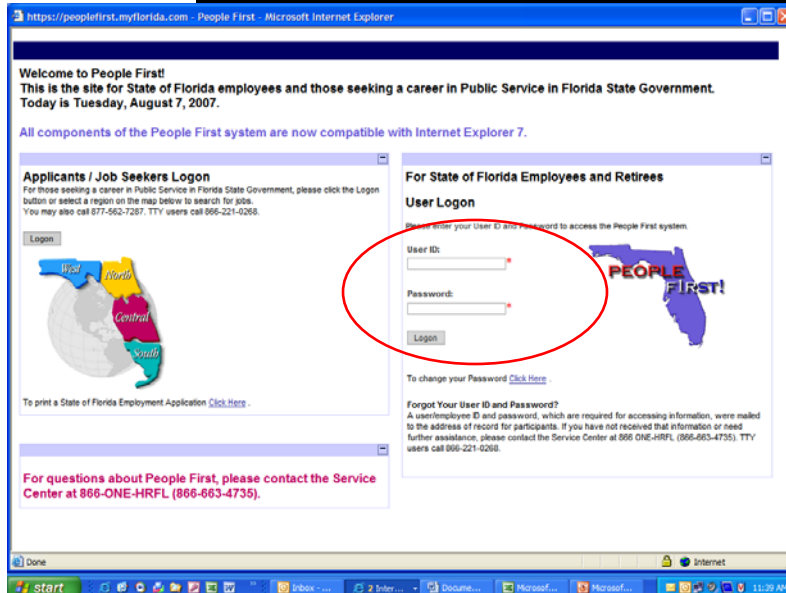 https://peoplefirst.myflorida.com - People First - Microsoft Internet Explorer
Welcome to People First!
This is the site for State of Florida employees and those seeking a career in Public Service in Florida State Government.
Today is Tuesday, August 7, 2007.
All components of the People First system are now compatible with Internet Explorer 7.
Applicants / Job Seekers Logon
For those seeking a career in Public Service in Florida State Government, please click the Logon
button or select a region on the map below to search for jobs.
You may also call 877-562-7287. TTY users call 866-221-0268.
Logon
West
North
Central
South
To print a State of Florida Employment Application Click Here .
For questions about People First, please contact the Service
Center at 866-ONE-HRFL (866-663-4735).
For State of Florida Employees and Retirees
User Logon
Please enter your User ID and Password to access the People First system.
User ID:
*
Password:
*
Logon
PEOPLE
FIRST!
To change your Password Click Here .
Forgot Your User ID and Password?
A user/employee ID and password, which are required for accessing information, were mailed
to the address of record for participants. If you have not received that information or need
further assistance, please contact the Service Center at 866 ONE-HRFL (866-663-4735). TTY
users call 866-221-0268.
Done
Internet
start
Inbox - ...
2 Inter...
Docume...
Microsof...
Microsof...
11:39 AM